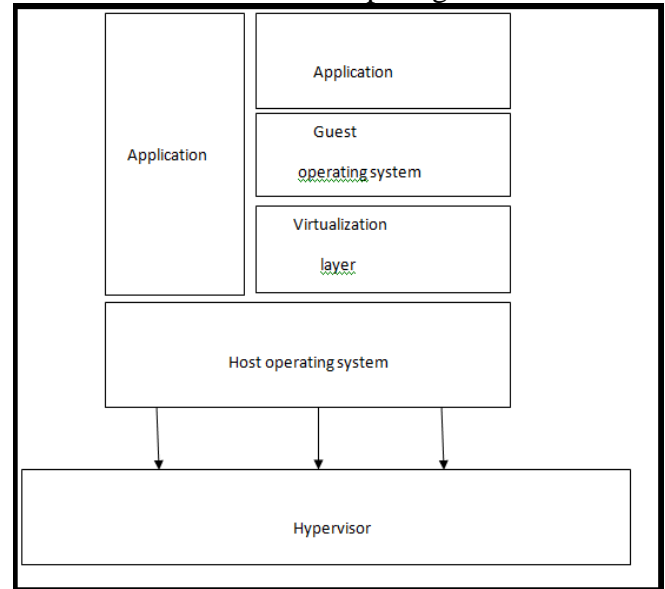 Application
Application
Guest
operating system
Virtualization
layer
Host operating system
Hypervisor